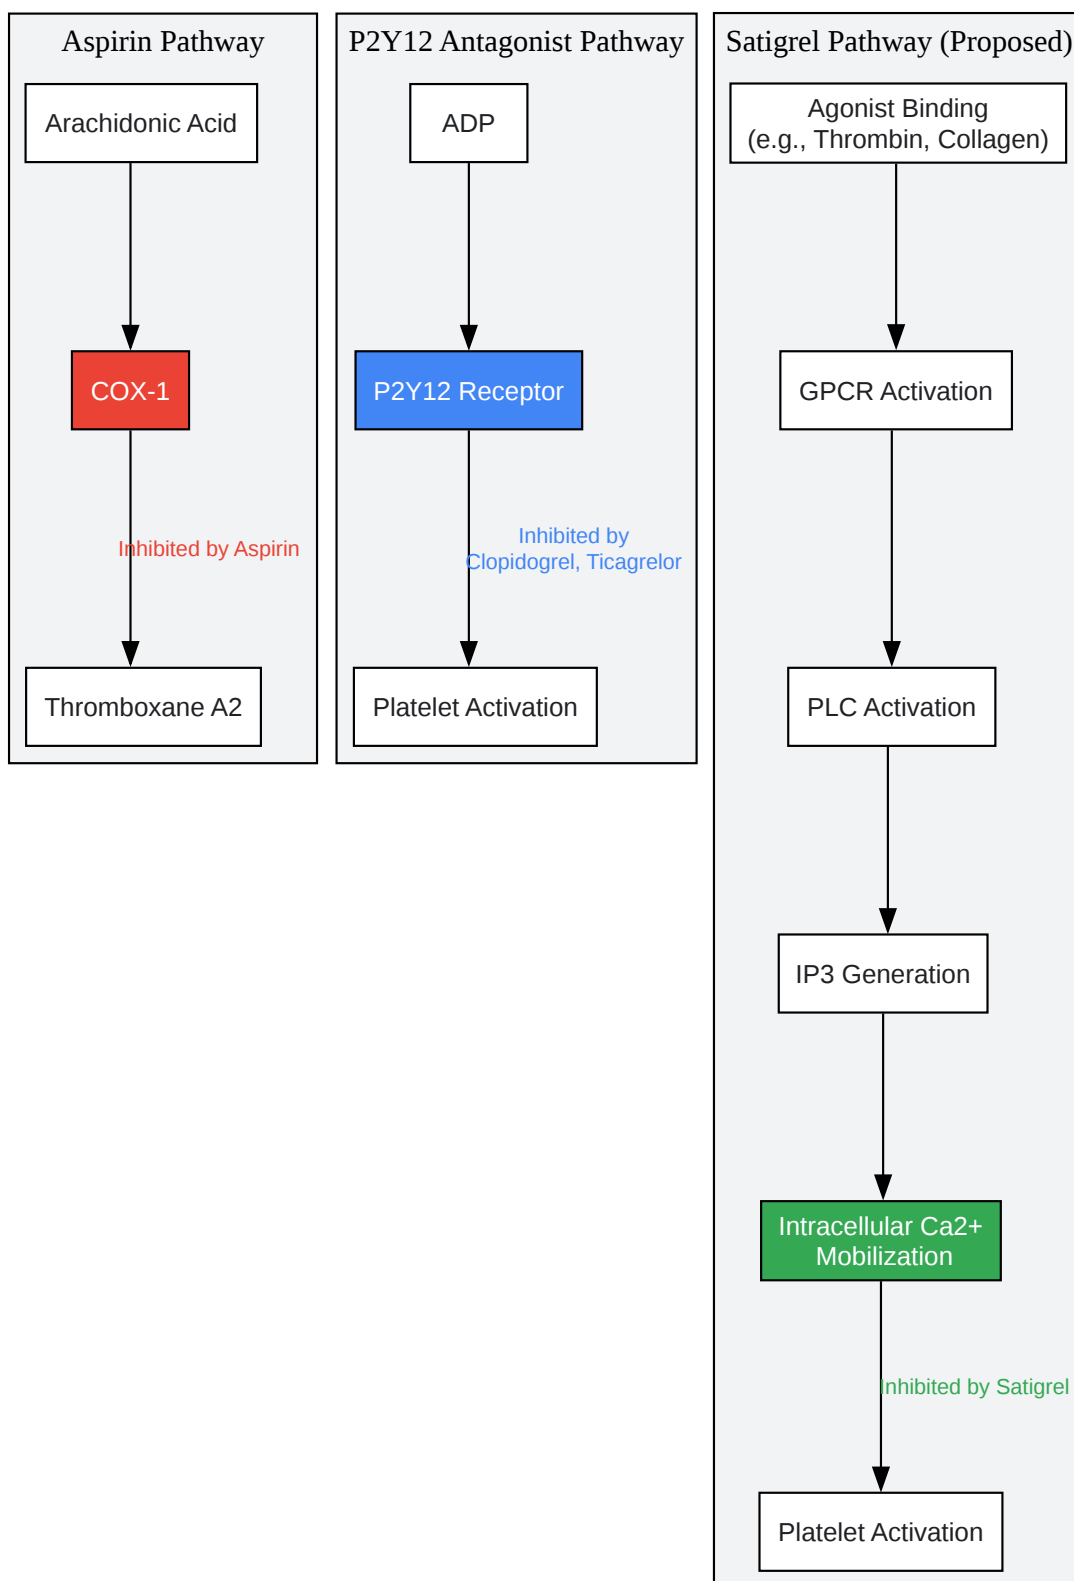 Aspirin Pathway
Arachidonic Acid
COX-1
Inhibited by Aspirin
Thromboxane A2
P2Y12 Antagonist Pathway
ADP
P2Y12 Receptor
Inhibited by
Clopidogrel, Ticagrelor
Platelet Activation
Satigrel Pathway (Proposed)
Agonist Binding
(e.g., Thrombin, Collagen)
GPCR Activation
PLC Activation
IP3 Generation
Intracellular Ca2+
Mobilization
Inhibited by Satigrel
Platelet Activation